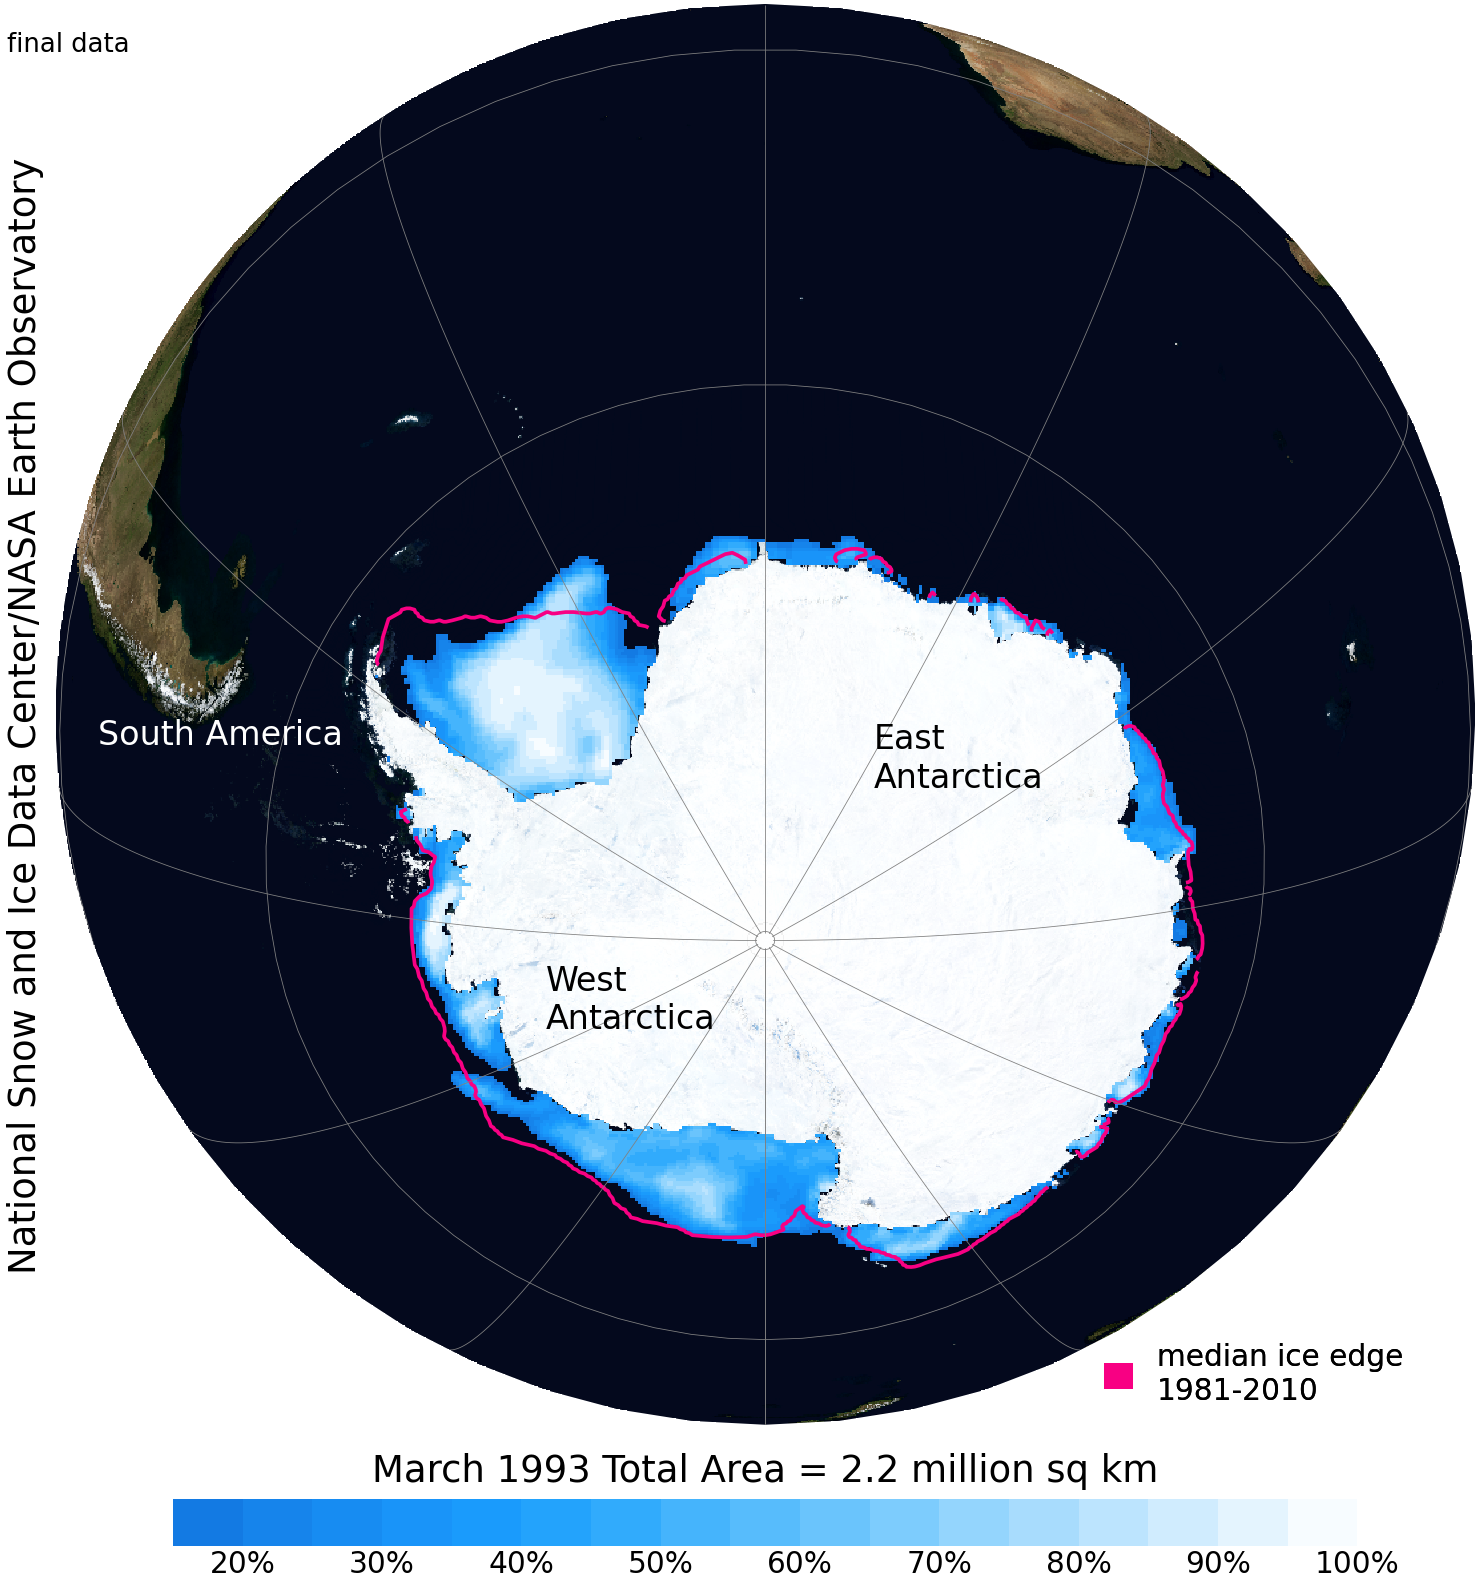 final data
National Snow and Ice Data Center/NASA Earth Observatory
South America
East
Antarctica
West
Antarctica
median ice edge
1981-2010
March 1993 Total Area = 2.2 million sq km
20% 30% 40% 50% 60% 70% 80% 90% 100%